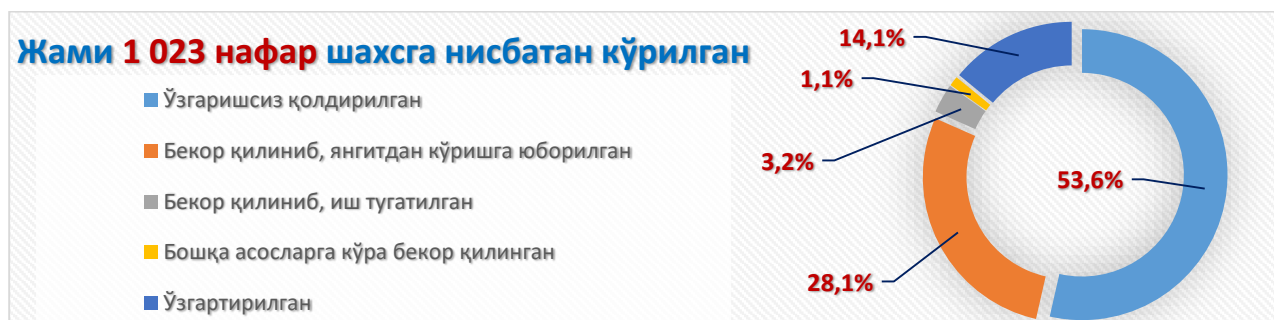 Жами 1 023 нафар шахсга нисбатан кўрилган
Ўзгаришсиз қолдирилган
Бекор қилиниб, янгитдан кўришга юборилган
Бекор қилиниб, иш тугатилган
Бошқа асосларга кўра бекор қилинган
Ўзгартирилган
14,1%
1,1%
3,2%
53,6%
28,1%